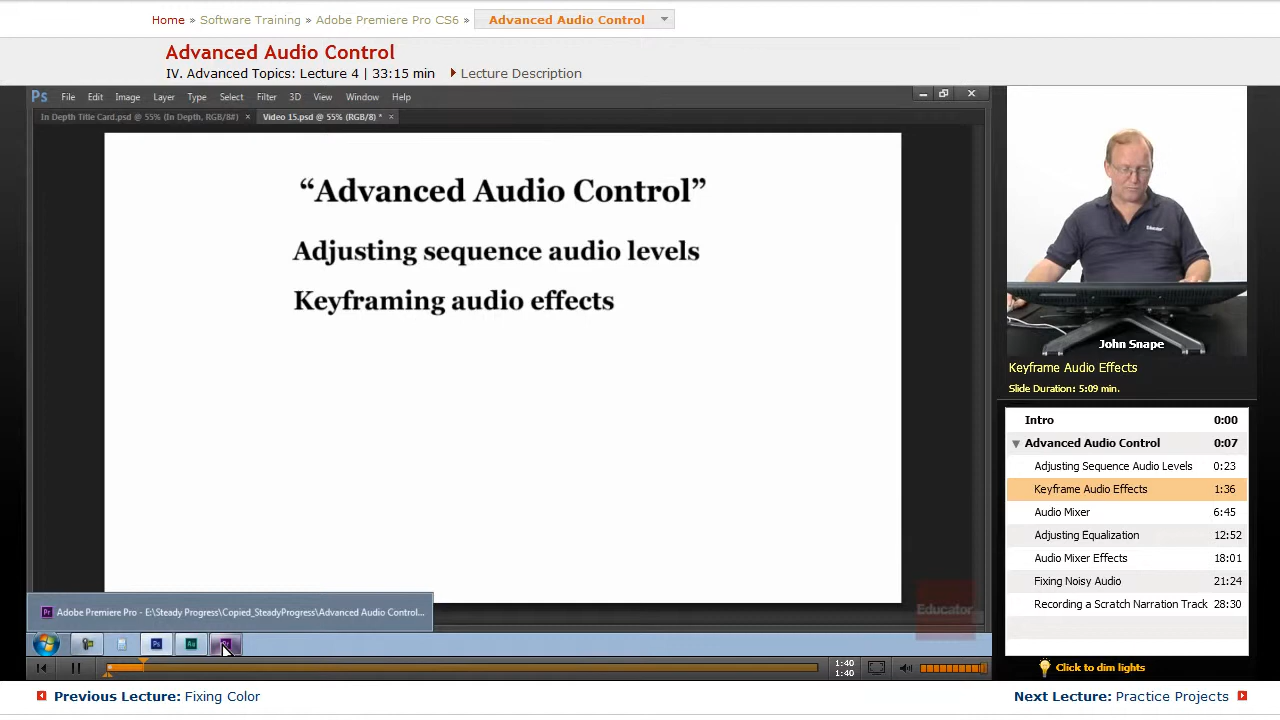 Home » Software Training » Adobe Premiere Pro CS6 » Advanced Audio Control
Advanced Audio Control
IV. Advanced Topics: Lecture 4 | 33:15 min Lecture Description
Ps File Edit Image Layer Type Select Filter 3D View Window Help
In Depth Title Card.psd @ 55% (In Depth, RGB/8#) × Video 15.psd @ 55% (RGB/8) * ×
“Advanced Audio Control”
Adjusting sequence audio levels
Keyframing audio effects
Educator
Pr Adobe Premiere Pro - E:\Steady Progress\Copied_SteadyProgress\Advanced Audio Control...
Ps Au Pr
1:40
1:40
Educator
John Snape
Keyframe Audio Effects
Slide Duration: 5:09 min.
Intro 0:00
Advanced Audio Control 0:07
Adjusting Sequence Audio Levels 0:23
Keyframe Audio Effects 1:36
Audio Mixer 6:45
Adjusting Equalization 12:52
Audio Mixer Effects 18:01
Fixing Noisy Audio 21:24
Recording a Scratch Narration Track 28:30
Click to dim lights
Previous Lecture: Fixing Color
Next Lecture: Practice Projects